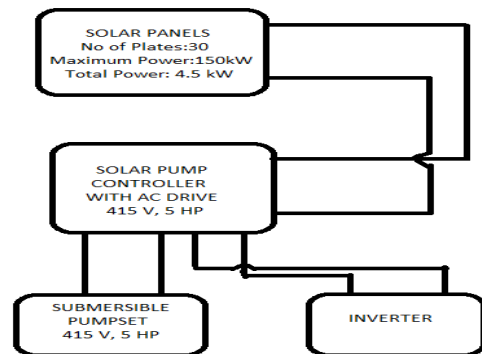 SOLAR PANELS
No of Plates:30
Maximum Power:150kW
Total Power: 4.5 kW
SOLAR PUMP
CONTROLLER
WITH AC DRIVE
415 V, 5 HP
SUBMERSIBLE
PUMPSET
415 V, 5 HP
INVERTER